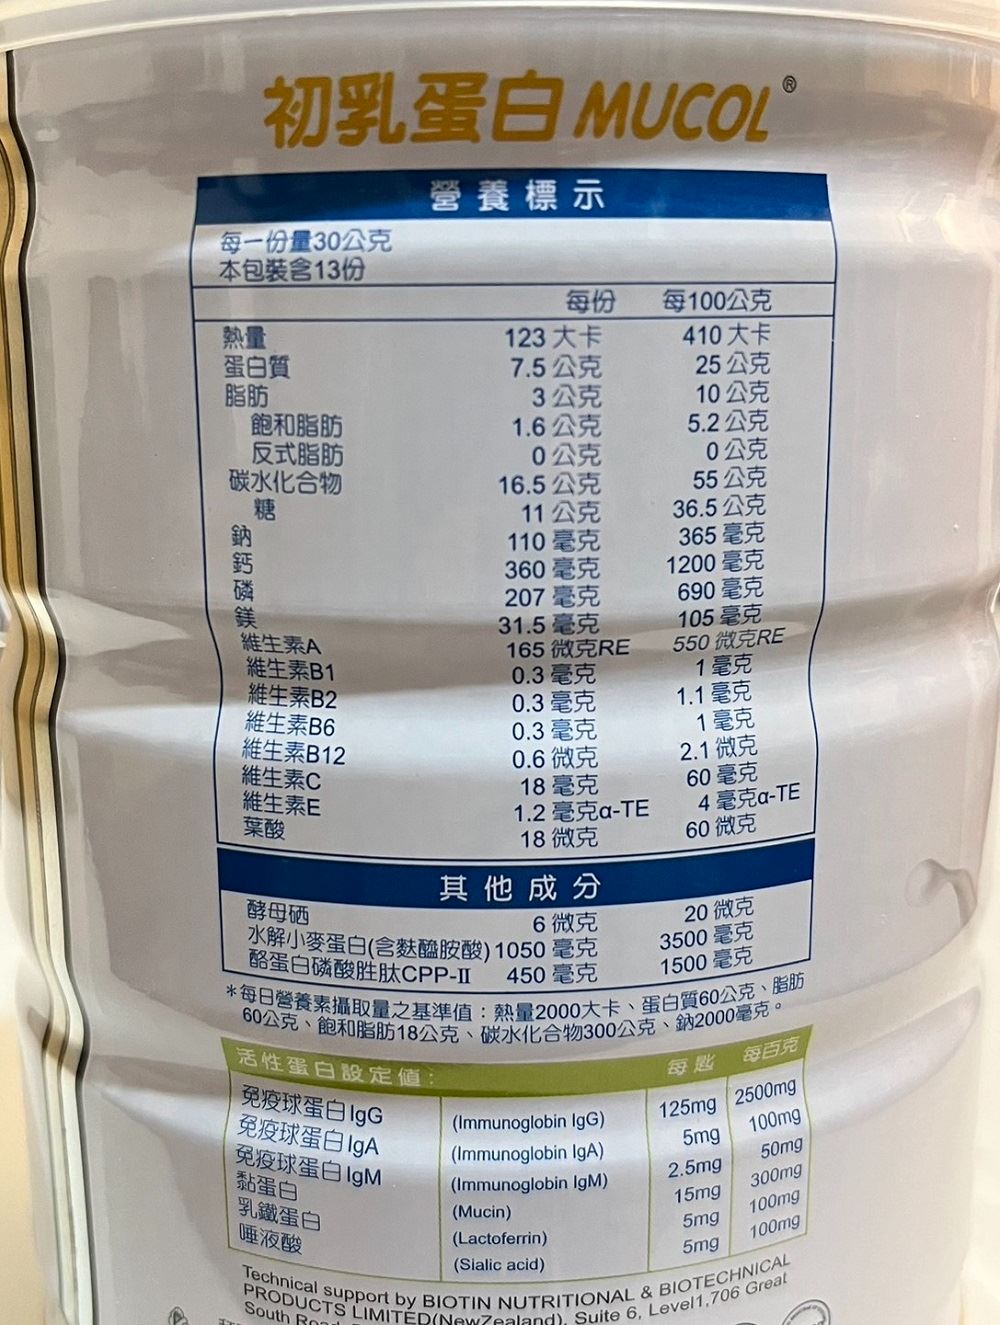 初乳蛋白MUCOL®
營養標示
每一份量30公克
本包裝含13份
每份 每100公克
熱量 123 大卡 410 大卡
蛋白質 7.5 公克 25 公克
脂肪 3 公克 10 公克
飽和脂肪 1.6 公克 5.2 公克
反式脂肪 0 公克 0 公克
碳水化合物 16.5 公克 55 公克
糖 11 公克 36.5 公克
鈉 110 毫克 365 毫克
鈣 360 毫克 1200 毫克
磷 207 毫克 690 毫克
鎂 31.5 毫克 105 毫克
維生素A 165 微克RE 550 微克RE
維生素B1 0.3 毫克 1 毫克
維生素B2 0.3 毫克 1.1 毫克
維生素B6 0.3 毫克 1 毫克
維生素B12 0.6 微克 2.1 微克
維生素C 18 毫克 60 毫克
維生素E 1.2 毫克α-TE 4 毫克α-TE
葉酸 18 微克 60 微克
其他成分
酵母硒 6 微克 20 微克
水解小麥蛋白(含麩醯胺酸) 1050 毫克 3500 毫克
酪蛋白磷酸胜肽CPP-II 450 毫克 1500 毫克
*每日營養素攝取量之基準值：熱量2000大卡、蛋白質60公克、脂肪
60公克、飽和脂肪18公克、碳水化合物300公克、鈉2000毫克。
活性蛋白設定值： 每匙 每百克
免疫球蛋白IgG (Immunoglobin IgG) 125mg 2500mg
免疫球蛋白IgA (Immunoglobin IgA) 5mg 100mg
免疫球蛋白IgM (Immunoglobin IgM) 2.5mg 50mg
黏蛋白 (Mucin) 15mg 300mg
乳鐵蛋白 (Lactoferrin) 5mg 100mg
唾液酸 (Sialic acid) 5mg 100mg
Technical support by BIOTIN NUTRITIONAL & BIOTECHNICAL
PRODUCTS LIMITED(NewZealand), Suite 6, Level1,706 Great
South